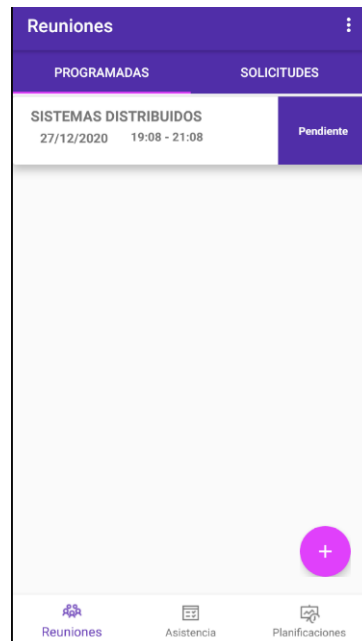 Reuniones
PROGRAMADAS SOLICITUDES
SISTEMAS DISTRIBUIDOS
27/12/2020 19:08 - 21:08
Pendiente
+
Reuniones Asistencia Planificaciones